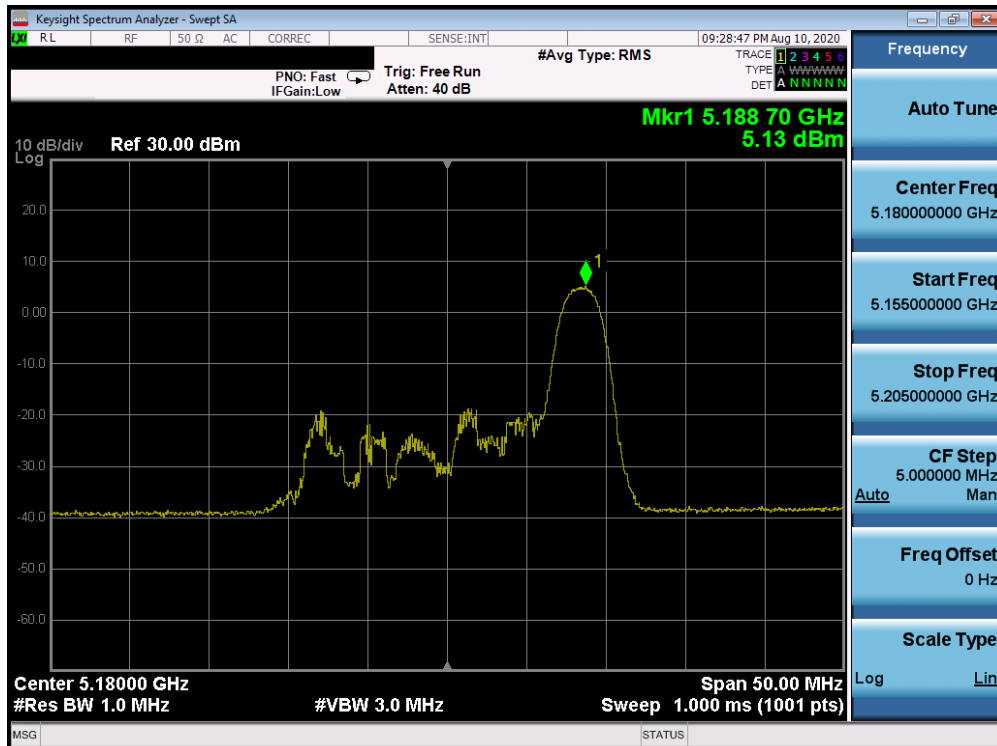 Keysight Spectrum Analyzer - Swept SA
LXI RL RF 50 Ω AC CORREC SENSE:INT 09:28:47 PM Aug 10, 2020
#Avg Type: RMS TRACE 1 2 3 4 5 6
PNO: Fast Trig: Free Run TYPE A WWWWW
IFGain:Low Atten: 40 dB DET A N N N N N
Mkr1 5.188 70 GHz
10 dB/div Ref 30.00 dBm 5.13 dBm
Log
20.0
10.0
1
0.00
-10.0
-20.0
-30.0
-40.0
-50.0
-60.0
Center 5.18000 GHz Span 50.00 MHz
#Res BW 1.0 MHz #VBW 3.0 MHz Sweep 1.000 ms (1001 pts)
MSG STATUS
Frequency
Auto Tune
Center Freq
5.180000000 GHz
Start Freq
5.155000000 GHz
Stop Freq
5.205000000 GHz
CF Step
5.000000 MHz
Auto Man
Freq Offset
0 Hz
Scale Type
Log Lin